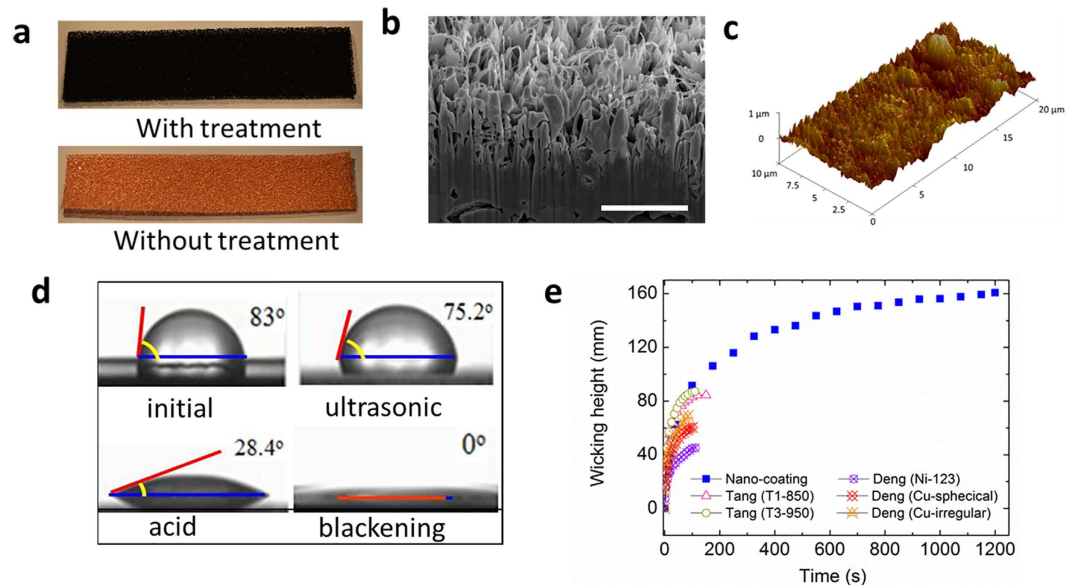 a
With treatment
Without treatment
b
c
1 µm
0
10 µm
7.5
5
2.5
0
5
10
15
20 µm
d
83°
initial
75.2°
ultrasonic
28.4°
acid
0°
blackening
e
Wicking height (mm)
160
120
80
40
0
Nano-coating
Tang (T1-850)
Tang (T3-950)
Deng (Ni-123)
Deng (Cu-sphecical)
Deng (Cu-irregular)
0 200 400 600 800 1000 1200
Time (s)